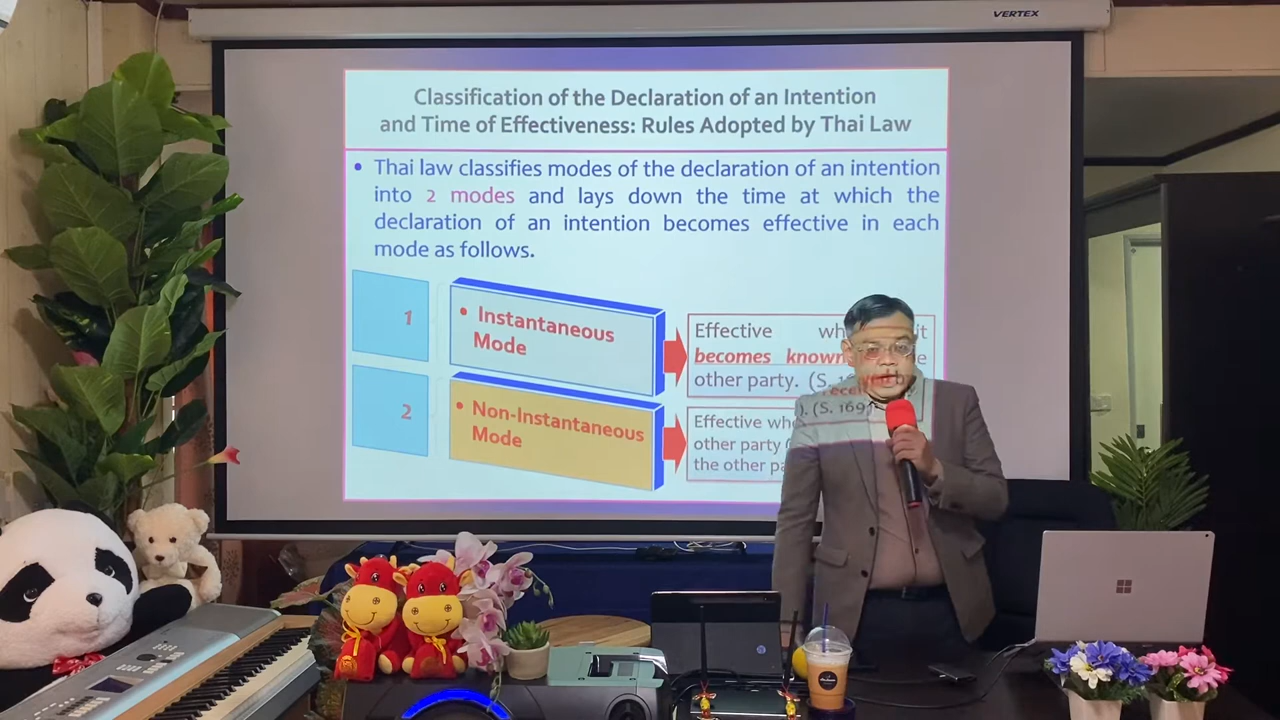 VERTEX
Classification of the Declaration of an Intention
and Time of Effectiveness: Rules Adopted by Thai Law
• Thai law classifies modes of the declaration of an intention
into 2 modes and lays down the time at which the
declaration of an intention becomes effective in each
mode as follows.
1
• Instantaneous
Mode
Effective it
becomes known
other party. (S.
2
• Non-Instantaneous
Mode
Effective
other party
the other
). (S. 169